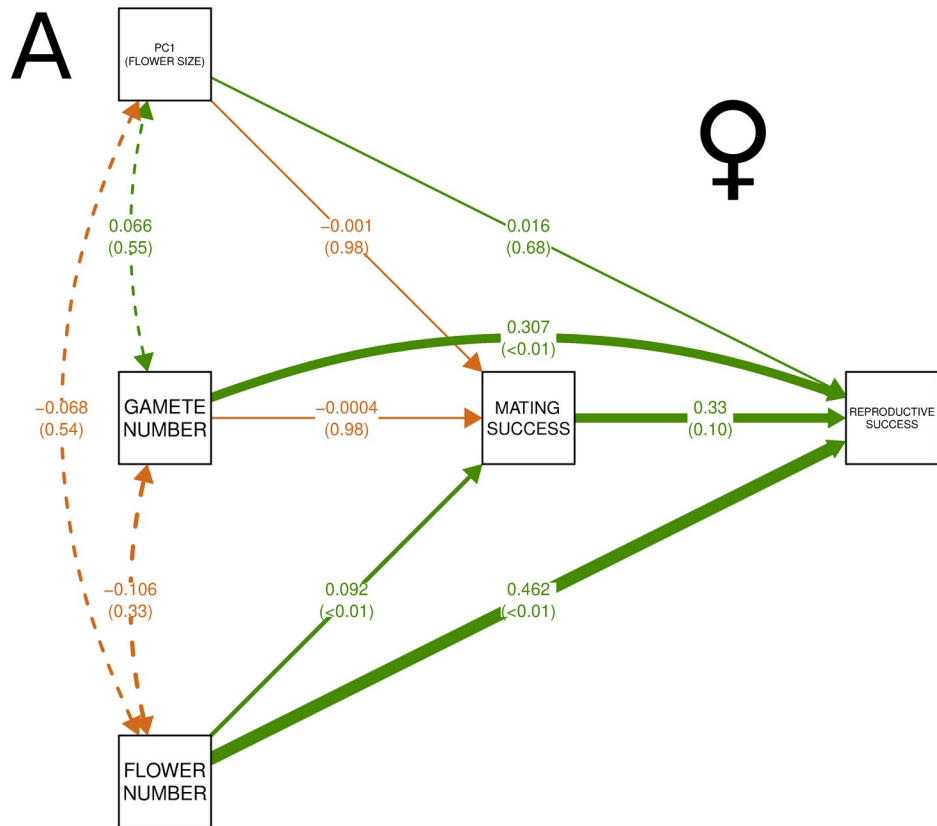 A
PC1
(FLOWER SIZE)
0.066
(0.55)
−0.001
(0.98)
0.016
(0.68)
0.307
(<0.01)
−0.068
(0.54)
GAMETE
NUMBER
−0.0004
(0.98)
MATING
SUCCESS
0.33
(0.10)
REPRODUCTIVE
SUCCESS
−0.106
(0.33)
0.092
(<0.01)
0.462
(<0.01)
FLOWER
NUMBER